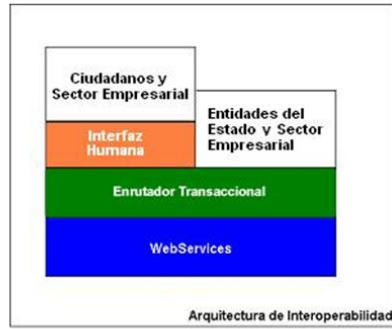 Ciudadanos y
Sector Empresarial
Interfaz
Humana
Entidades del
Estado y Sector
Empresarial
Enrutador Transaccional
WebServices
Arquitectura de Interoperabilidad